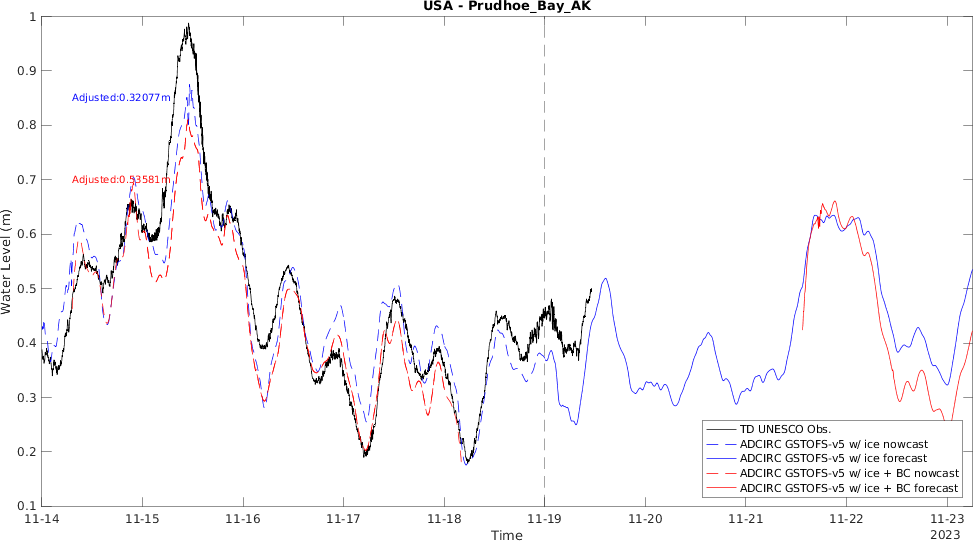 USA - Prudhoe_Bay_AK
1
0.9
0.8
0.7
0.6
0.5
0.4
0.3
0.2
0.1
Water Level (m)
Adjusted:0.32077m
Adjusted:0.53581m
TD UNESCO Obs.
ADCIRC GSTOFS-v5 w/ ice nowcast
ADCIRC GSTOFS-v5 w/ ice forecast
ADCIRC GSTOFS-v5 w/ ice + BC nowcast
ADCIRC GSTOFS-v5 w/ ice + BC forecast
11-14 11-15 11-16 11-17 11-18 11-19 11-20 11-21 11-22 11-23
Time
2023